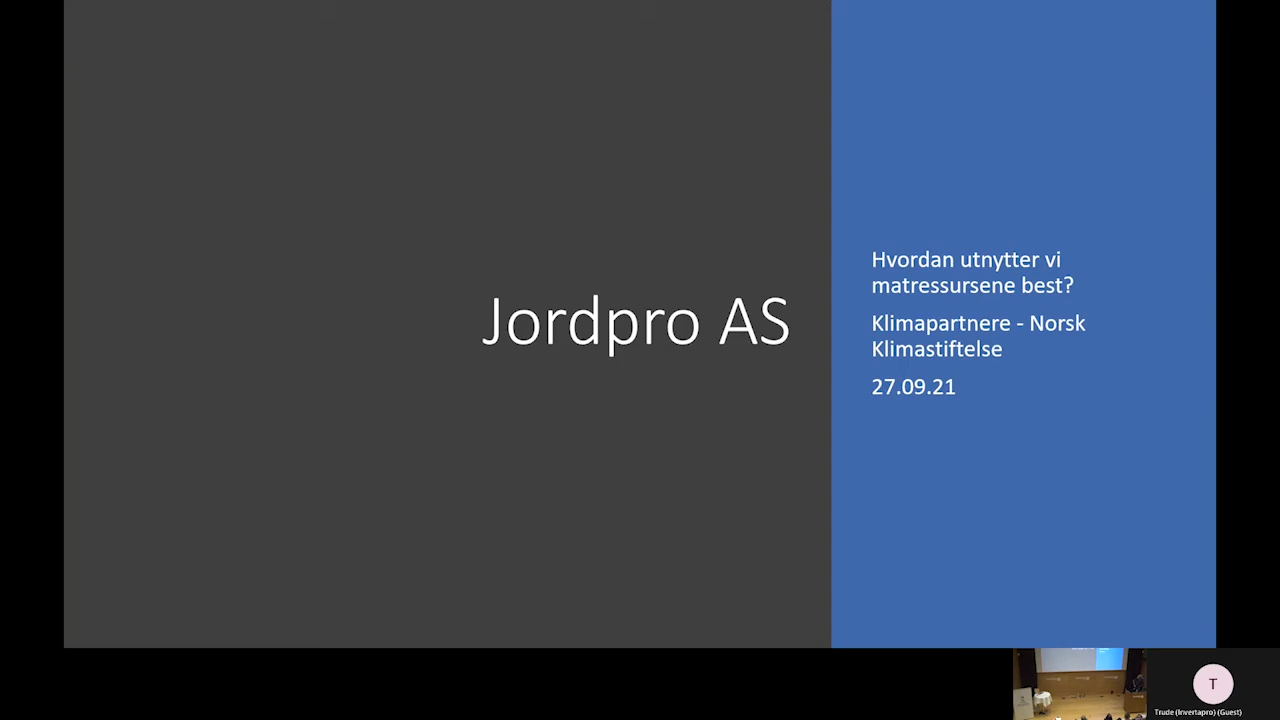 Jordpro AS
Hvordan utnytter vi
matressursene best?
Klimapartnere - Norsk
Klimastiftelse
27.09.21
T
Trude (Invertapro) (Guest)